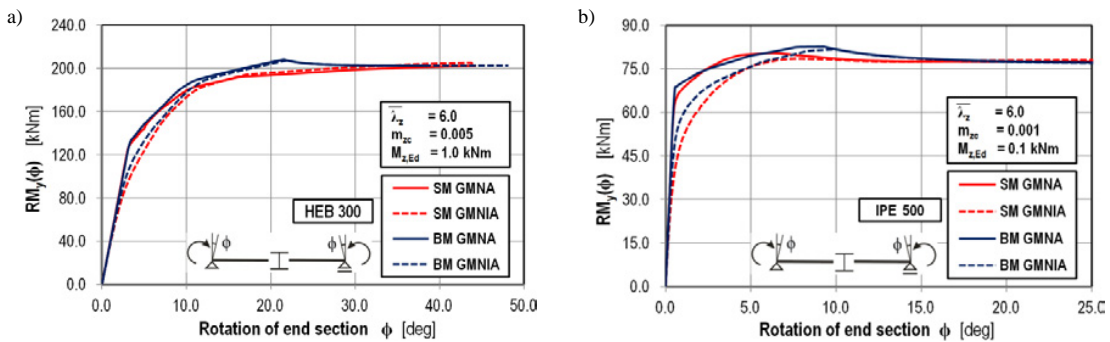 a)
240.0
200.0
160.0
120.0
80.0
40.0
0.0
RMy(ϕ) [kNm]
λ̅z = 6.0
mzc = 0.005
Mz,Ed = 1.0 kNm
SM GMNA
SM GMNIA
BM GMNA
BM GMNIA
HEB 300
ϕ ϕ
0.0 10.0 20.0 30.0 40.0 50.0
Rotation of end section ϕ [deg]
b)
90.0
75.0
60.0
45.0
30.0
15.0
0.0
RMy(ϕ) [kNm]
λ̅z = 6.0
mzc = 0.001
Mz,Ed = 0.1 kNm
SM GMNA
SM GMNIA
BM GMNA
BM GMNIA
IPE 500
ϕ ϕ
0.0 5.0 10.0 15.0 20.0 25.0
Rotation of end section ϕ [deg]